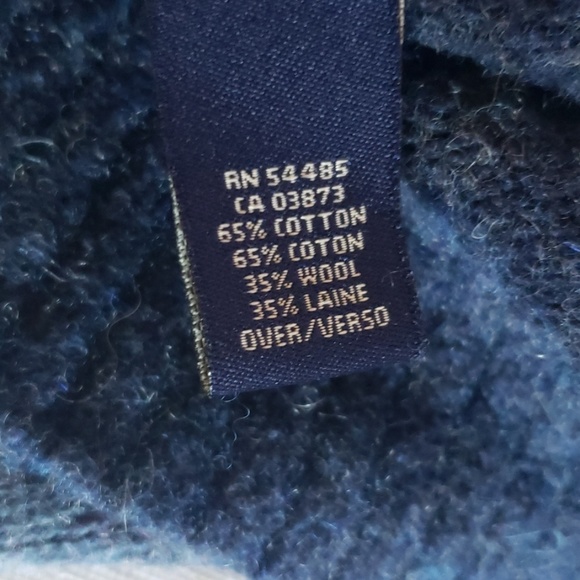 RN 54485
CA 03873
65% COTTON
65% COTON
35% WOOL
35% LAINE
OVER/VERSO